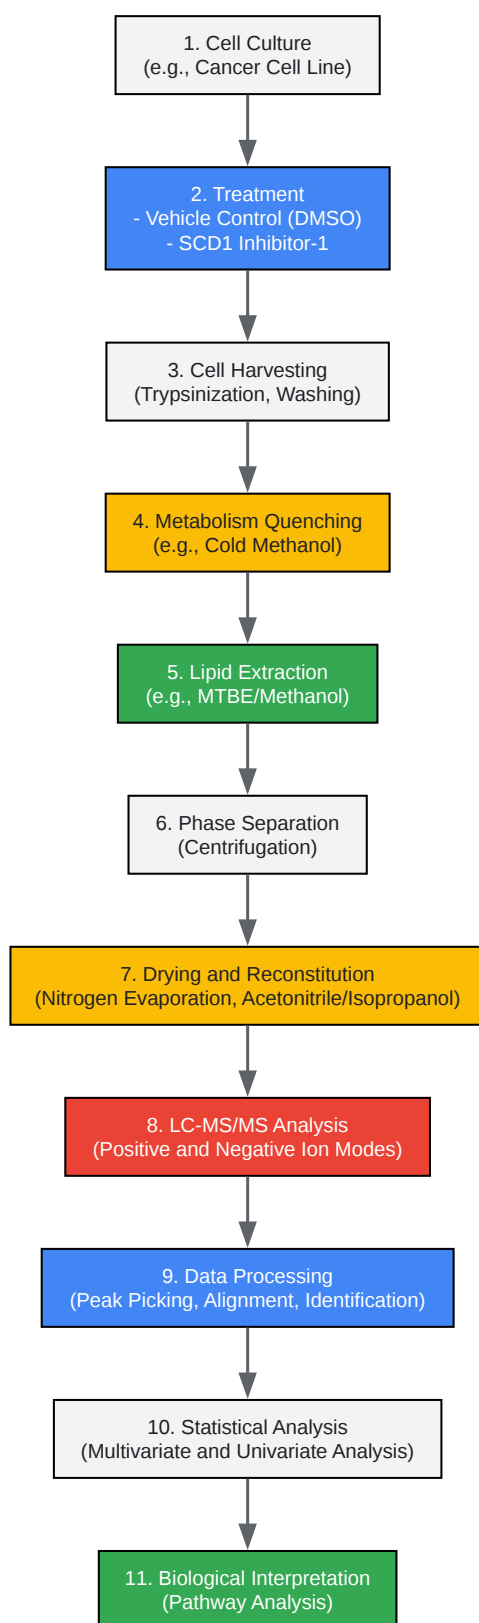 1. Cell Culture
(e.g., Cancer Cell Line)
2. Treatment
- Vehicle Control (DMSO)
- SCD1 Inhibitor-1
3. Cell Harvesting
(Trypsinization, Washing)
4. Metabolism Quenching
(e.g., Cold Methanol)
5. Lipid Extraction
(e.g., MTBE/Methanol)
6. Phase Separation
(Centrifugation)
7. Drying and Reconstitution
(Nitrogen Evaporation, Acetonitrile/Isopropanol)
8. LC-MS/MS Analysis
(Positive and Negative Ion Modes)
9. Data Processing
(Peak Picking, Alignment, Identification)
10. Statistical Analysis
(Multivariate and Univariate Analysis)
11. Biological Interpretation
(Pathway Analysis)